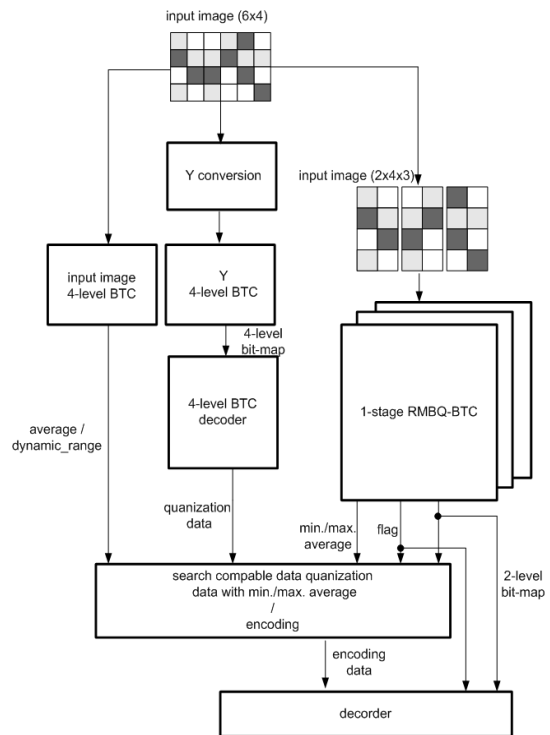 input image (6x4)
Y conversion
input image (2x4x3)
input image
4-level BTC
Y
4-level BTC
4-level
bit-map
4-level BTC
decoder
1-stage RMBQ-BTC
average /
dynamic_range
quanization
data
min./max.
average
flag
2-level
bit-map
search compable data quanization
data with min./max. average
/
encoding
encoding
data
decorder